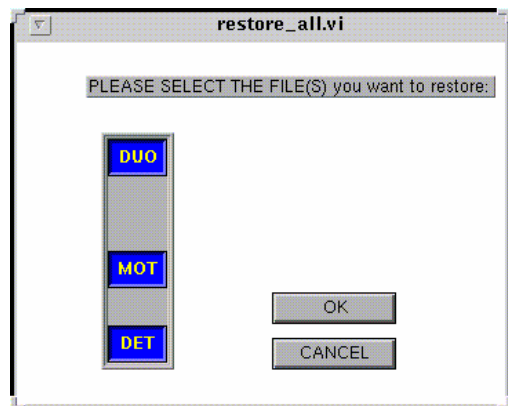 restore_all.vi
PLEASE SELECT THE FILE(S) you want to restore:
DUO
MOT
DET
OK
CANCEL